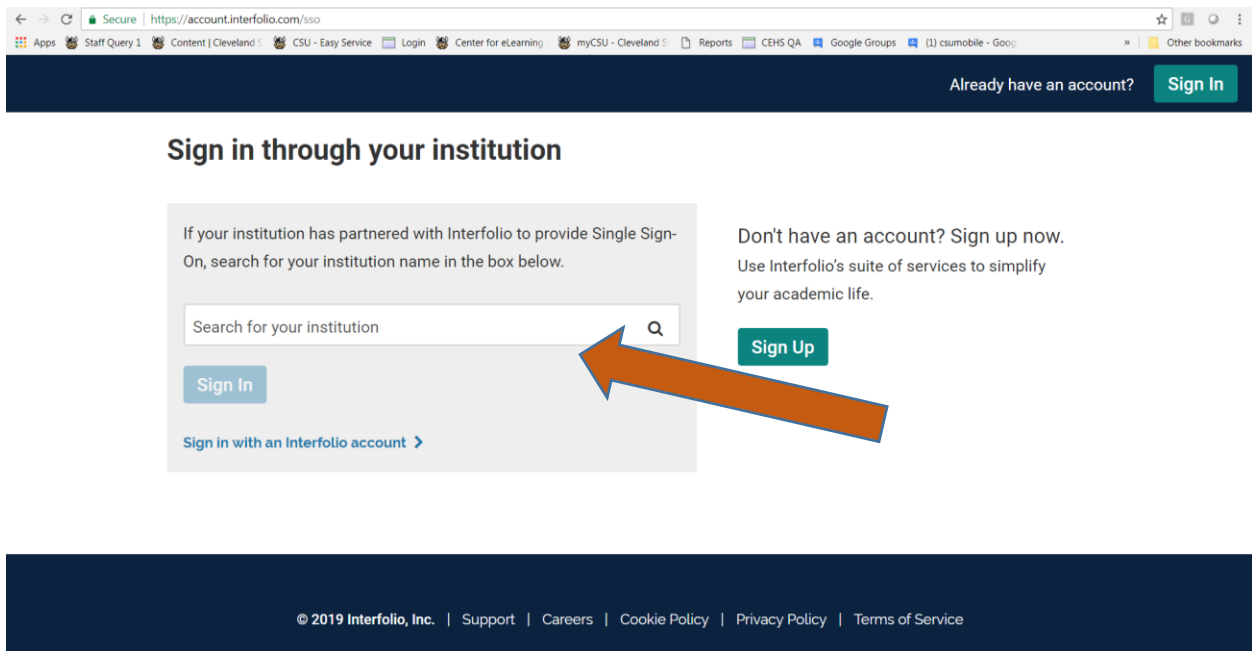 Secure | https://account.interfolio.com/sso
Apps Staff Query 1 Content | Cleveland S CSU - Easy Service Login Center for eLearning myCSU - Cleveland S Reports CEHS QA Google Groups (1) csumobile - Goog » Other bookmarks
Already have an account? Sign In
Sign in through your institution
If your institution has partnered with Interfolio to provide Single Sign-
On, search for your institution name in the box below.
Search for your institution
Sign In
Sign in with an Interfolio account
Don't have an account? Sign up now.
Use Interfolio's suite of services to simplify
your academic life.
Sign Up
© 2019 Interfolio, Inc. | Support | Careers | Cookie Policy | Privacy Policy | Terms of Service